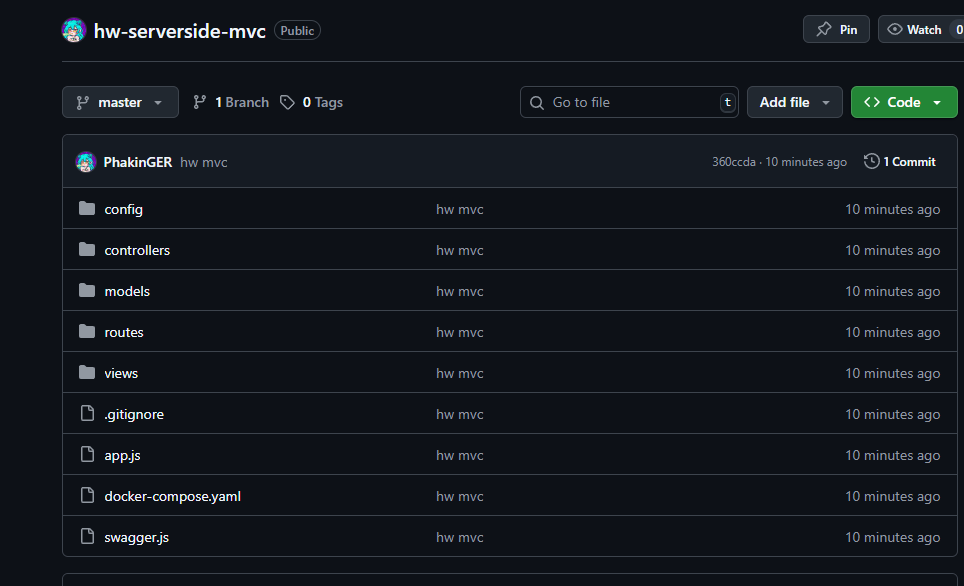 hw-serverside-mvc Public Pin Watch 0
master 1 Branch 0 Tags Go to file t Add file <> Code
PhakinGER hw mvc 360ccda · 10 minutes ago 1 Commit
config hw mvc 10 minutes ago
controllers hw mvc 10 minutes ago
models hw mvc 10 minutes ago
routes hw mvc 10 minutes ago
views hw mvc 10 minutes ago
.gitignore hw mvc 10 minutes ago
app.js hw mvc 10 minutes ago
docker-compose.yaml hw mvc 10 minutes ago
swagger.js hw mvc 10 minutes ago